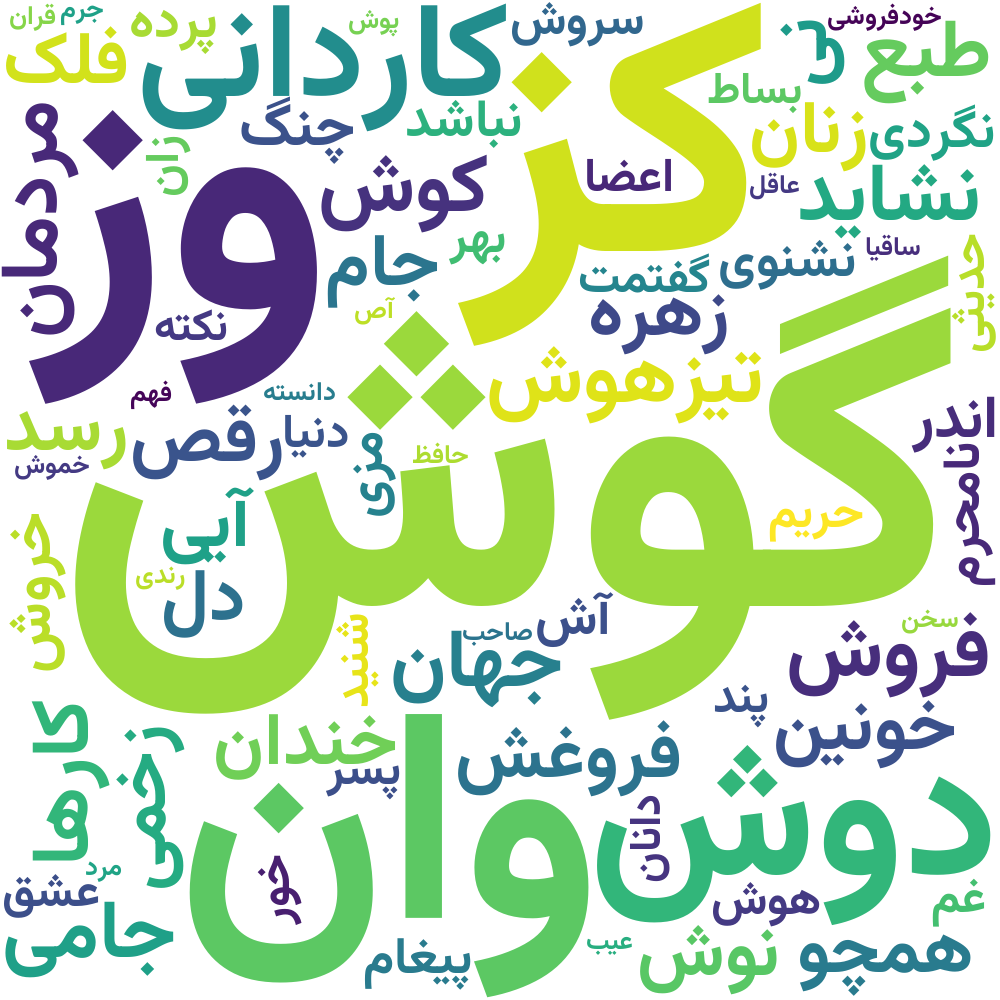 خودفروشی
جرم
قران
پوش
سروش
پرده
کاردانی
کز
نی
طبع
فلک
بساط
نباشد
چنگ
زنان
نگردی
مردمان
زان
وز
کوش
اعضا
عاقل
نشاید
ساقیا
بهر
جام
نشنوی
گفتمت
حدیثی
آص
زهره
نکته
گوش
تیزهوش
دانسته
فهم
اندر
رسد
رقص
دنیا
مزی
حافظ
خموش
نامحرم
حریم
آیی
خروش
رندی
دل
آش
سخن
صاحب
شنید
جهان
فروش
پند
خونین
کارها
خندان
فروغش
زخمی
پسر
وان
دوش
دانان
مرد
خور
عشق
هوش
غم
جامی
پیغام
عیب
نوش
همچو